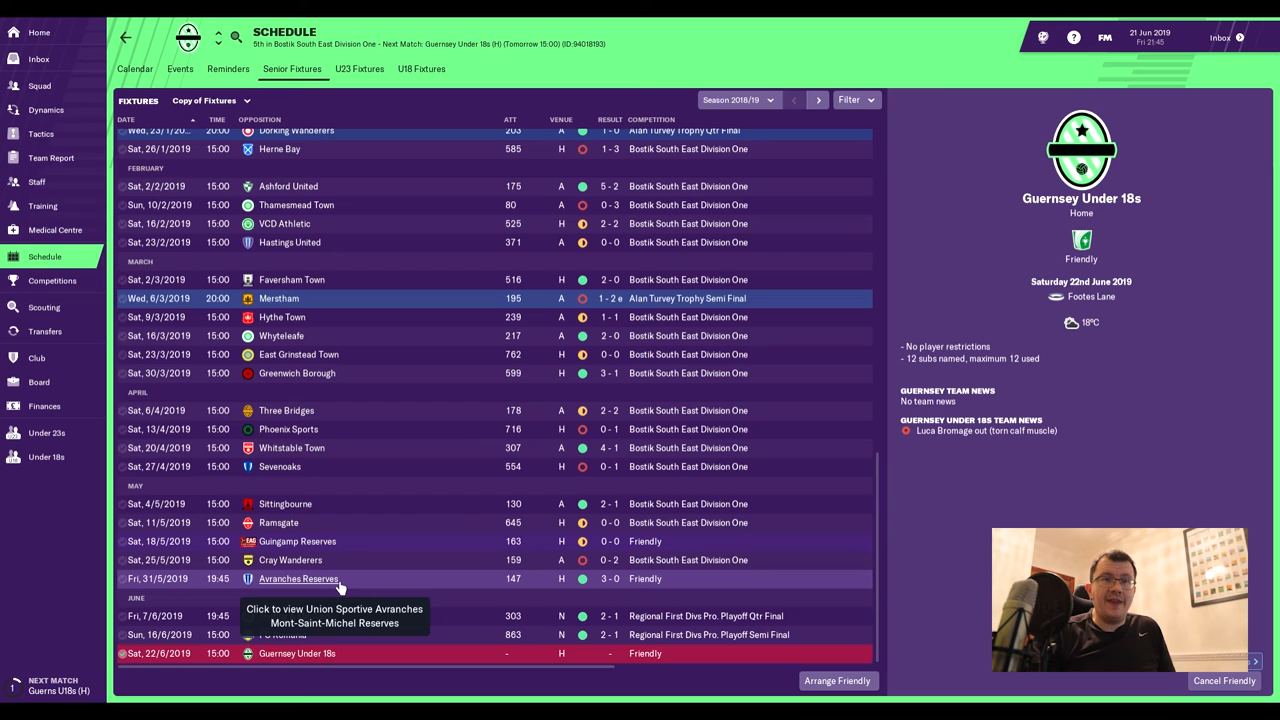 Home
Inbox
Squad
Dynamics
Tactics
Team Report
Staff
Training
Medical Centre
Schedule
Competitions
Scouting
Transfers
Club
Board
Finances
Under 23s
Under 18s
NEXT MATCH
Guerns U18s (H)
SCHEDULE
5th in Bostik South East Division One - Next Match: Guernsey Under 18s (H) (Tomorrow 15:00) (ID:94018193)
FM
21 Jun 2019
Fri 21:45
Inbox
Calendar Events Reminders Senior Fixtures U23 Fixtures U18 Fixtures
FIXTURES Copy of Fixtures Season 2018/19 Filter
DATE TIME OPPOSITION ATT VENUE RESULT COMPETITION
Wed, 23/1/20... 20:00 Dorking Wanderers 203 A 1 - 0 Alan Turvey Trophy Qtr Final
Sat, 26/1/2019 15:00 Herne Bay 585 H 1 - 3 Bostik South East Division One
FEBRUARY
Sat, 2/2/2019 15:00 Ashford United 175 A 5 - 2 Bostik South East Division One
Sun, 10/2/2019 15:00 Thamesmead Town 80 A 0 - 3 Bostik South East Division One
Sat, 16/2/2019 15:00 VCD Athletic 525 H 2 - 2 Bostik South East Division One
Sat, 23/2/2019 15:00 Hastings United 371 A 0 - 0 Bostik South East Division One
MARCH
Sat, 2/3/2019 15:00 Faversham Town 516 H 2 - 0 Bostik South East Division One
Wed, 6/3/2019 20:00 Merstham 195 A 1 - 2 e Alan Turvey Trophy Semi Final
Sat, 9/3/2019 15:00 Hythe Town 239 A 1 - 1 Bostik South East Division One
Sat, 16/3/2019 15:00 Whyteleafe 217 A 2 - 0 Bostik South East Division One
Sat, 23/3/2019 15:00 East Grinstead Town 762 H 0 - 0 Bostik South East Division One
Sat, 30/3/2019 15:00 Greenwich Borough 599 H 3 - 1 Bostik South East Division One
APRIL
Sat, 6/4/2019 15:00 Three Bridges 178 A 2 - 2 Bostik South East Division One
Sat, 13/4/2019 15:00 Phoenix Sports 716 H 0 - 1 Bostik South East Division One
Sat, 20/4/2019 15:00 Whitstable Town 307 A 4 - 1 Bostik South East Division One
Sat, 27/4/2019 15:00 Sevenoaks 554 H 0 - 1 Bostik South East Division One
MAY
Sat, 4/5/2019 15:00 Sittingbourne 130 A 2 - 1 Bostik South East Division One
Sat, 11/5/2019 15:00 Ramsgate 645 H 0 - 0 Bostik South East Division One
Sat, 18/5/2019 15:00 Guingamp Reserves 163 H 0 - 0 Friendly
Sat, 25/5/2019 15:00 Cray Wanderers 159 A 0 - 2 Bostik South East Division One
Fri, 31/5/2019 19:45 Avranches Reserves 147 H 3 - 0 Friendly
JUNE
Click to view Union Sportive Avranches
Mont-Saint-Michel Reserves
Fri, 7/6/2019 19:45 303 N 2 - 1 Regional First Divs Pro. Playoff Qtr Final
Sun, 16/6/2019 15:00 863 N 2 - 1 Regional First Divs Pro. Playoff Semi Final
Sat, 22/6/2019 15:00 Guernsey Under 18s - H - Friendly
Arrange Friendly
Guernsey Under 18s
Home
Friendly
Saturday 22nd June 2019
Footes Lane
18°C
- No player restrictions
- 12 subs named, maximum 12 used
GUERNSEY TEAM NEWS
No team news
GUERNSEY UNDER 18S TEAM NEWS
Luca Bromage out (torn calf muscle)
Cancel Friendly